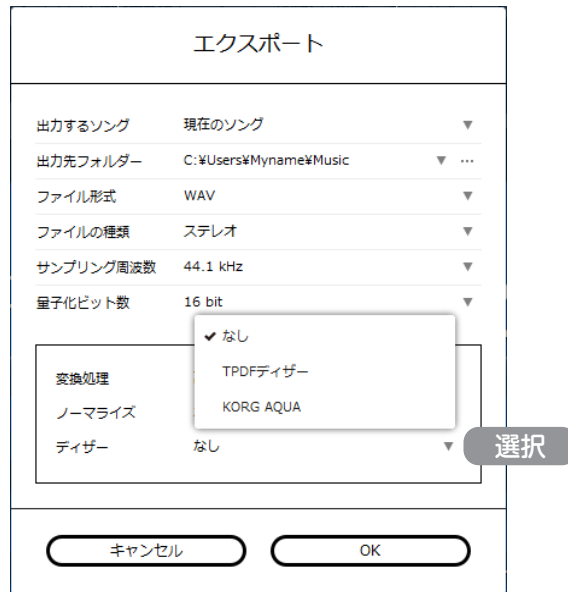 エクスポート
出力するソング 現在のソング ▼
出力先フォルダー C:¥Users¥Myname¥Music ▼ …
ファイル形式 WAV ▼
ファイルの種類 ステレオ ▼
サンプリング周波数 44.1 kHz ▼
量子化ビット数 16 bit ▼
✔ なし
TPDFディザー
変換処理
KORG AQUA
ノーマライズ
ディザー なし ▼ 選択
キャンセル OK